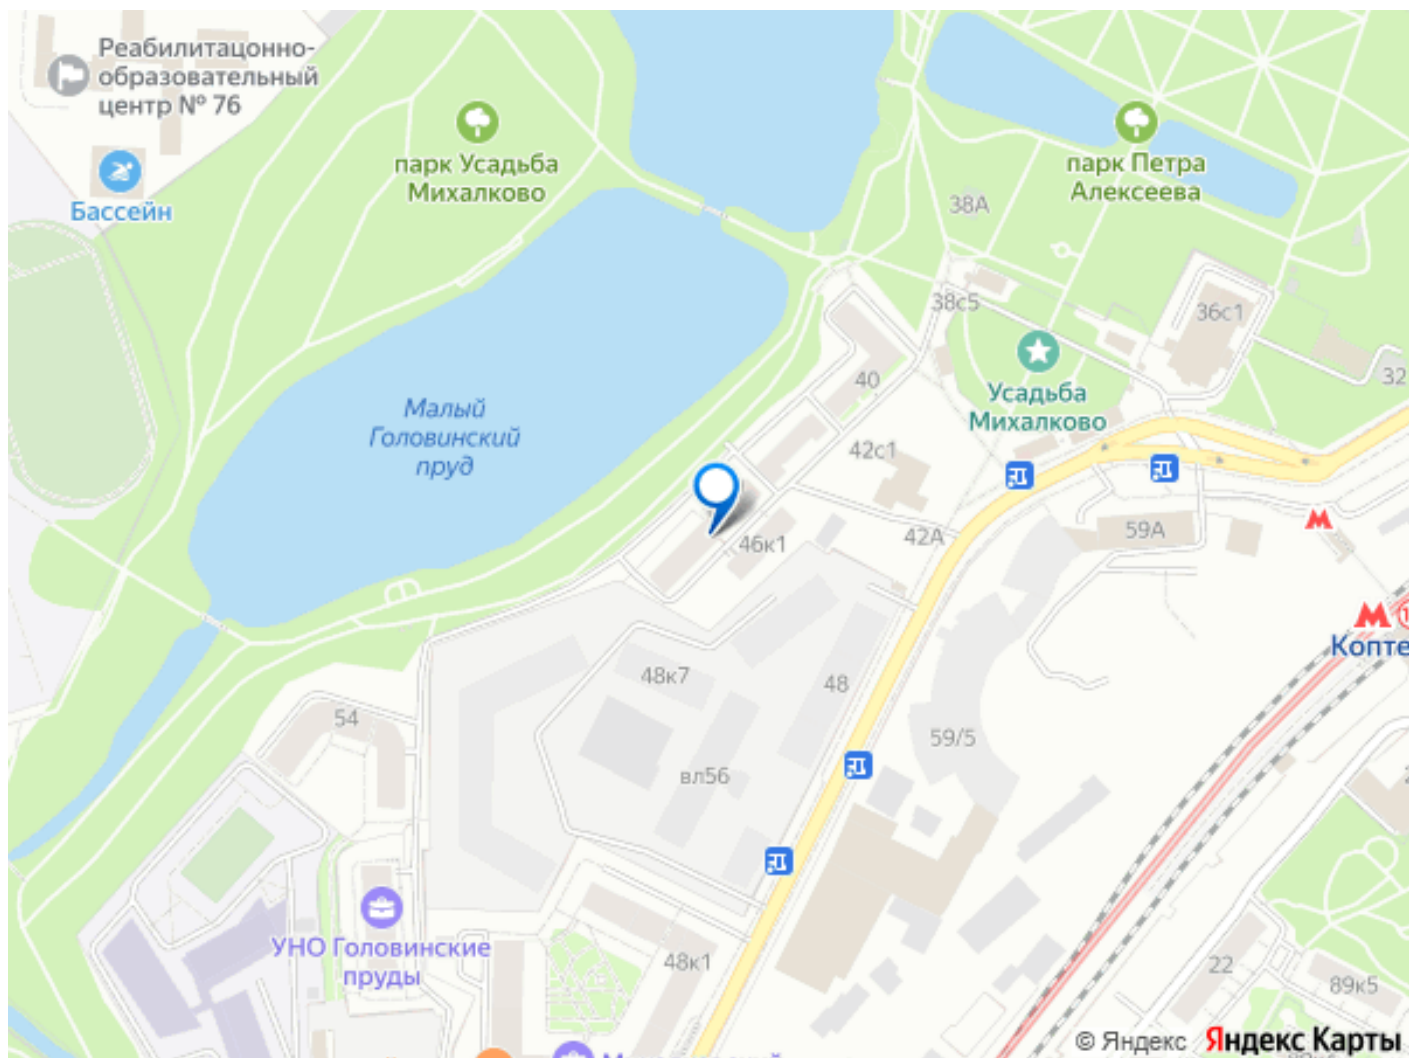 Реабилитацонно-
образовательный
центр № 76
парк Усадьба
Михалково
парк Петра
Алексеева
Бассейн
38А
38с5
36с1
32
40
Усадьба
Михалково
Малый
Головинский
пруд
42с1
46к1
42А
59А
Копте
48к7
48
54
59/5
вл56
УНО Головинские
пруды
48к1
22
89к5
© Яндекс Яндекс Карты